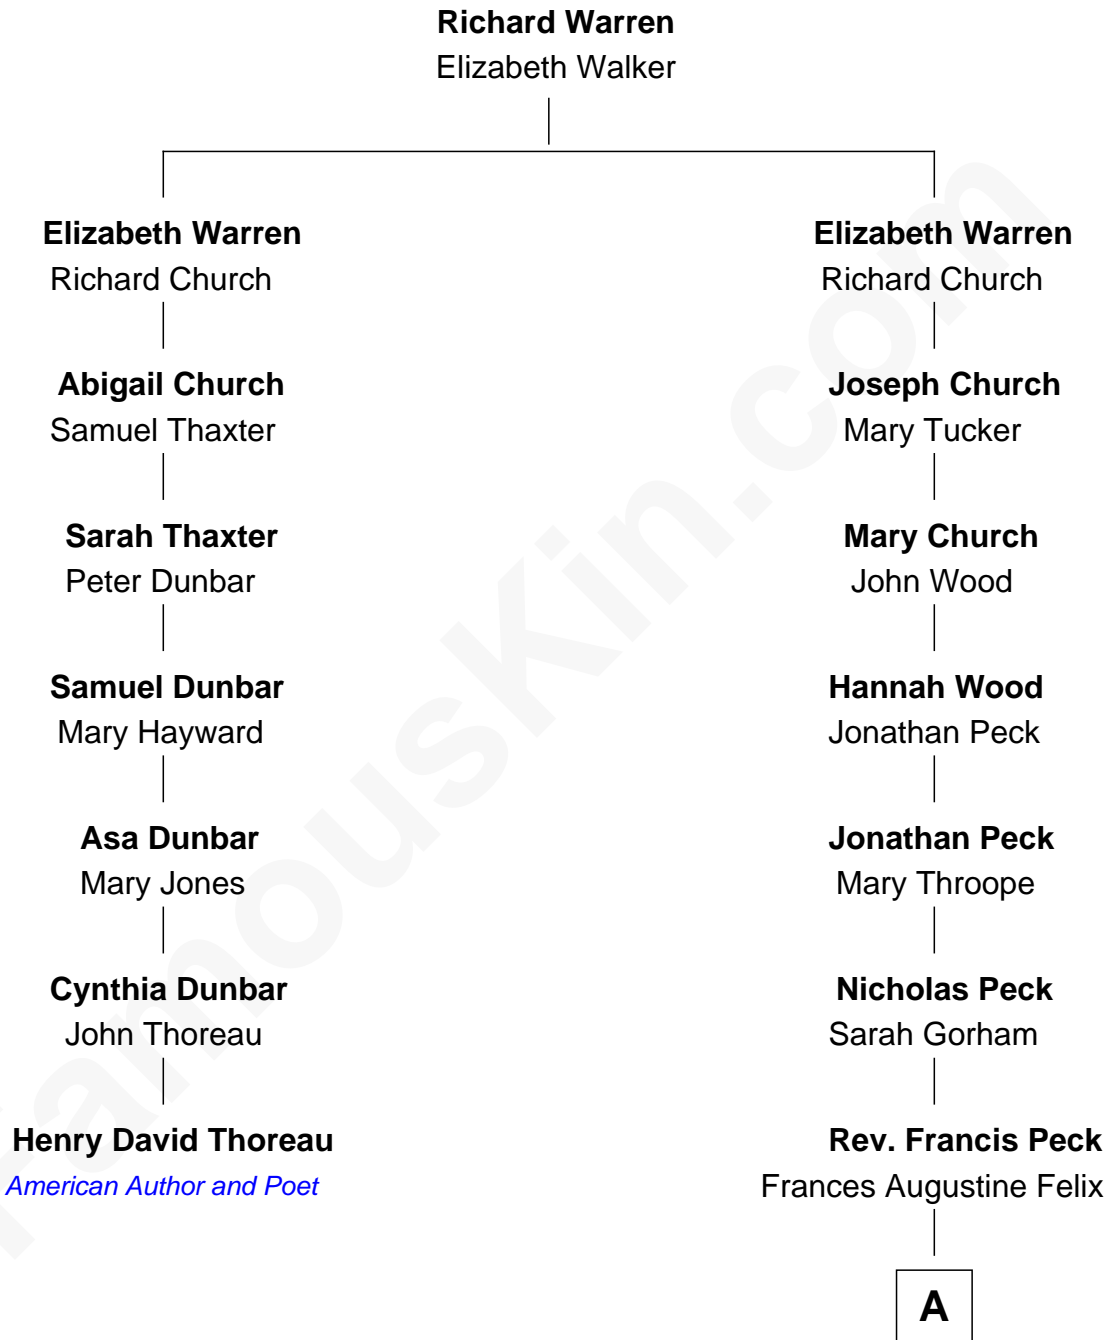 Richard Warren
Elizabeth Walker
Elizabeth Warren
Richard Church
Abigail Church
Samuel Thaxter
Sarah Thaxter
Peter Dunbar
Samuel Dunbar
Mary Hayward
Asa Dunbar
Mary Jones
Cynthia Dunbar
John Thoreau
Henry David Thoreau
American Author and Poet
Elizabeth Warren
Richard Church
Joseph Church
Mary Tucker
Mary Church
John Wood
Hannah Wood
Jonathan Peck
Jonathan Peck
Mary Throope
Nicholas Peck
Sarah Gorham
Rev. Francis Peck
Frances Augustine Felix
A
FamousKin.com